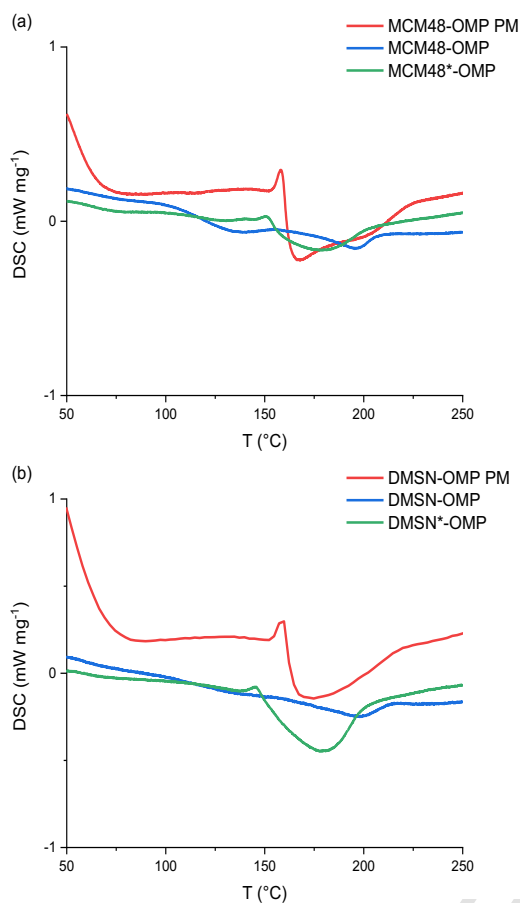 (a)
MCM48-OMP PM
MCM48-OMP
MCM48*-OMP
1
0
-1
DSC (mW mg⁻¹)
50 100 150 200 250
T (°C)
(b)
DMSN-OMP PM
DMSN-OMP
DMSN*-OMP
1
0
-1
DSC (mW mg⁻¹)
50 100 150 200 250
T (°C)